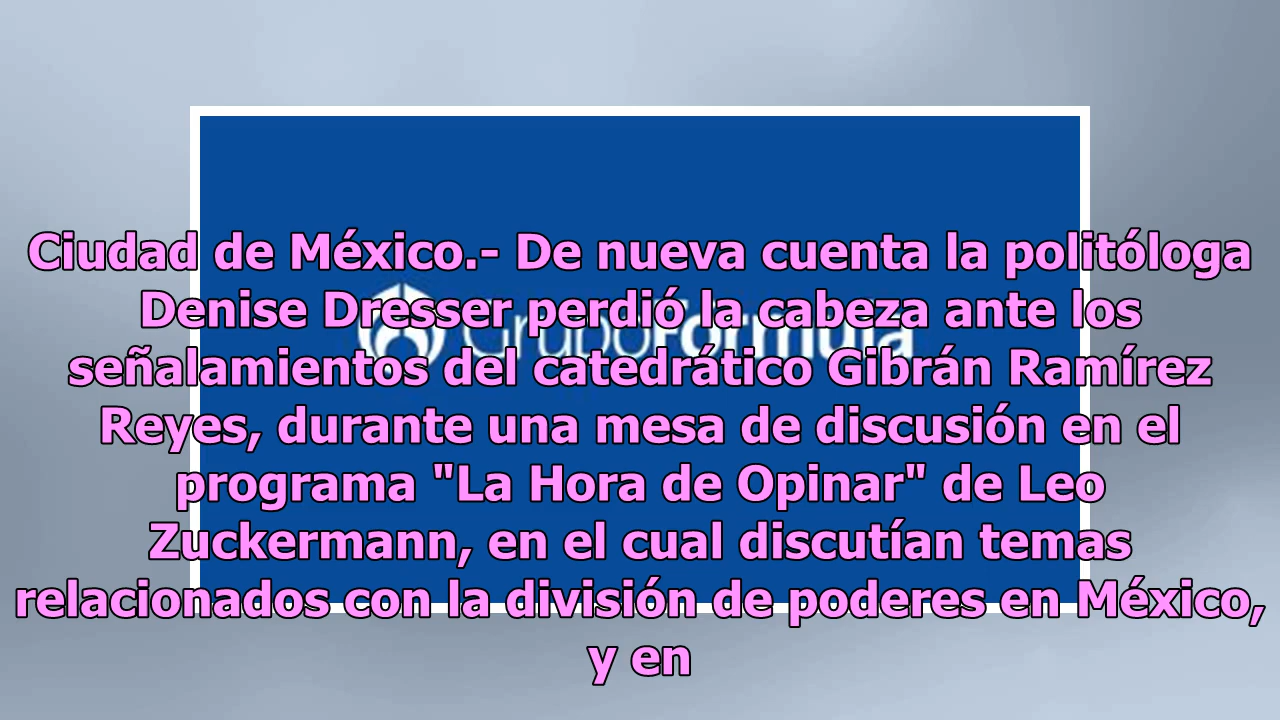 Ciudad de México.- De nueva cuenta la politóloga
Denise Dresser perdió la cabeza ante los
GrupoFórmula
señalamientos del catedrático Gibrán Ramírez
Reyes, durante una mesa de discusión en el
programa "La Hora de Opinar" de Leo
Zuckermann, en el cual discutían temas
relacionados con la división de poderes en México,
y en